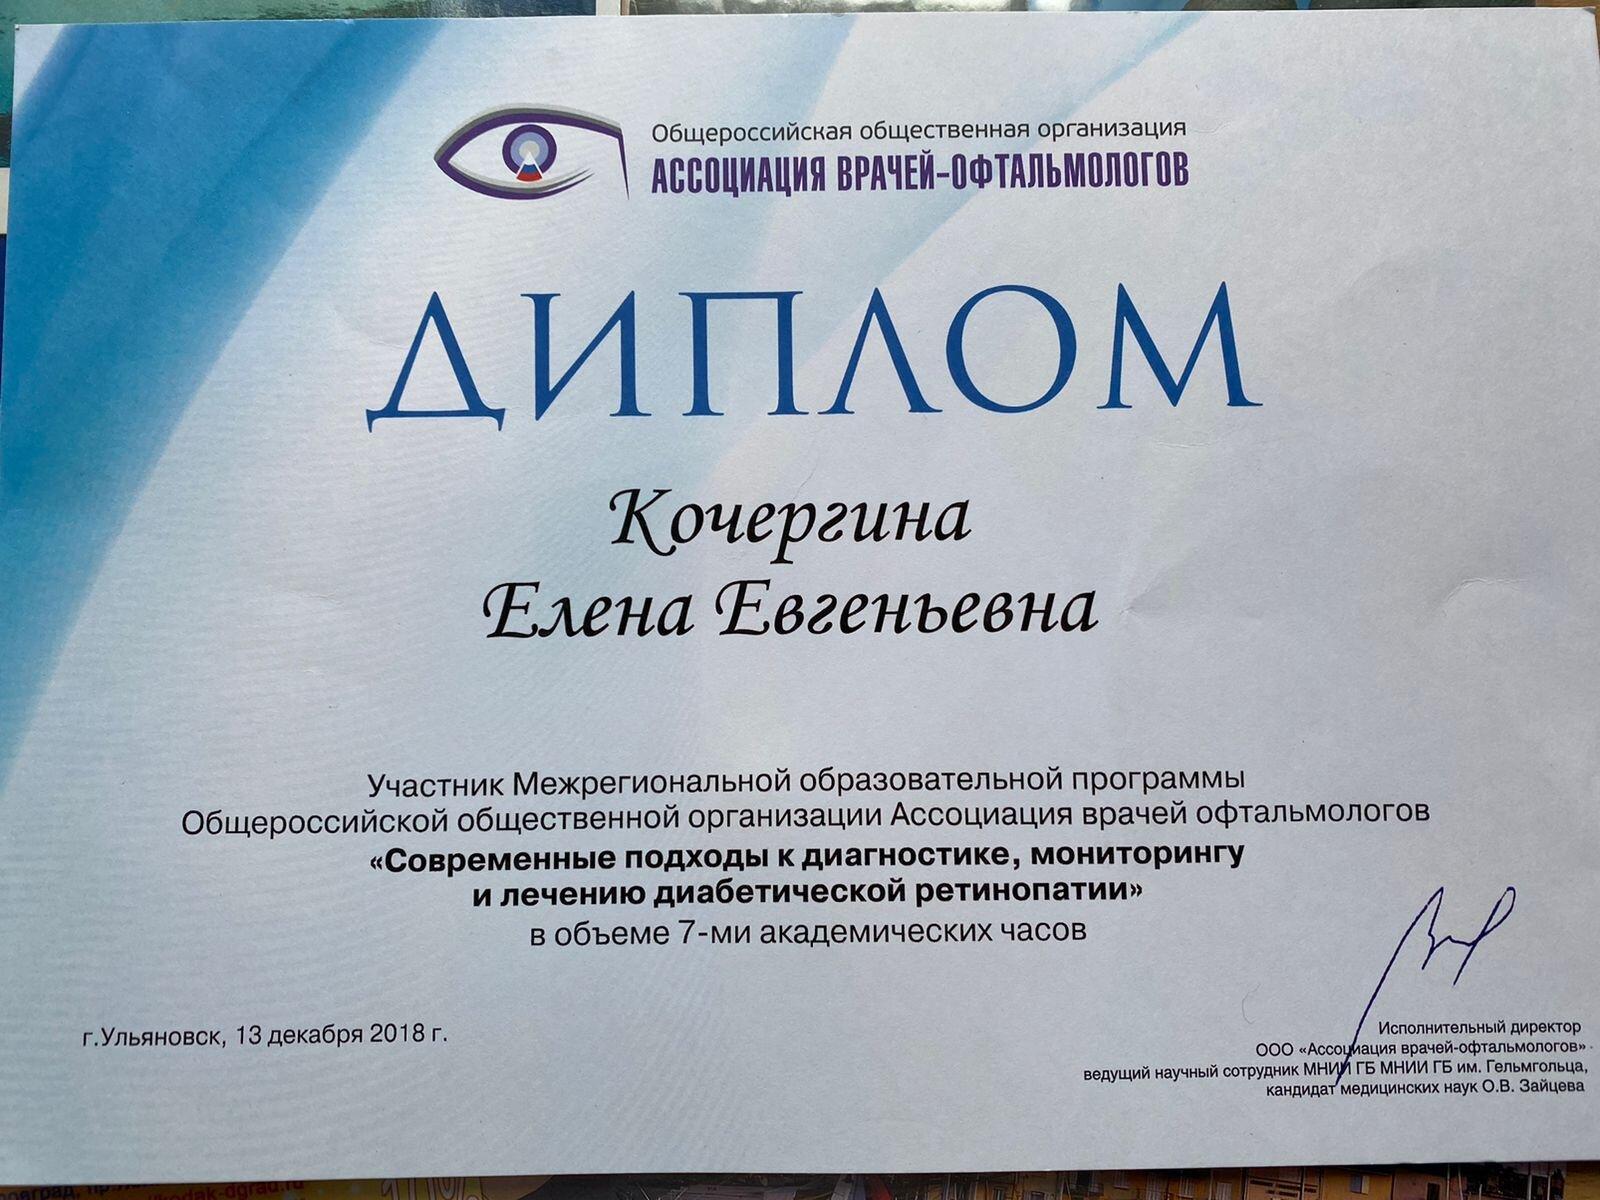 Общероссийская общественная организация
АССОЦИАЦИЯ ВРАЧЕЙ-ОФТАЛЬМОЛОГОВ
ДИПЛОМ
Кочергина
Елена Евгеньевна
Участник Межрегиональной образовательной программы
Общероссийской общественной организации Ассоциация врачей офтальмологов
«Современные подходы к диагностике, мониторингу
и лечению диабетической ретинопатии»
в объеме 7-ми академических часов
г.Ульяновск, 13 декабря 2018 г.
Исполнительный директор
ООО «Ассоциация врачей-офтальмологов»
ведущий научный сотрудник МНИИ ГБ МНИИ ГБ им. Гельмгольца,
кандидат медицинских наук О.В. Зайцева